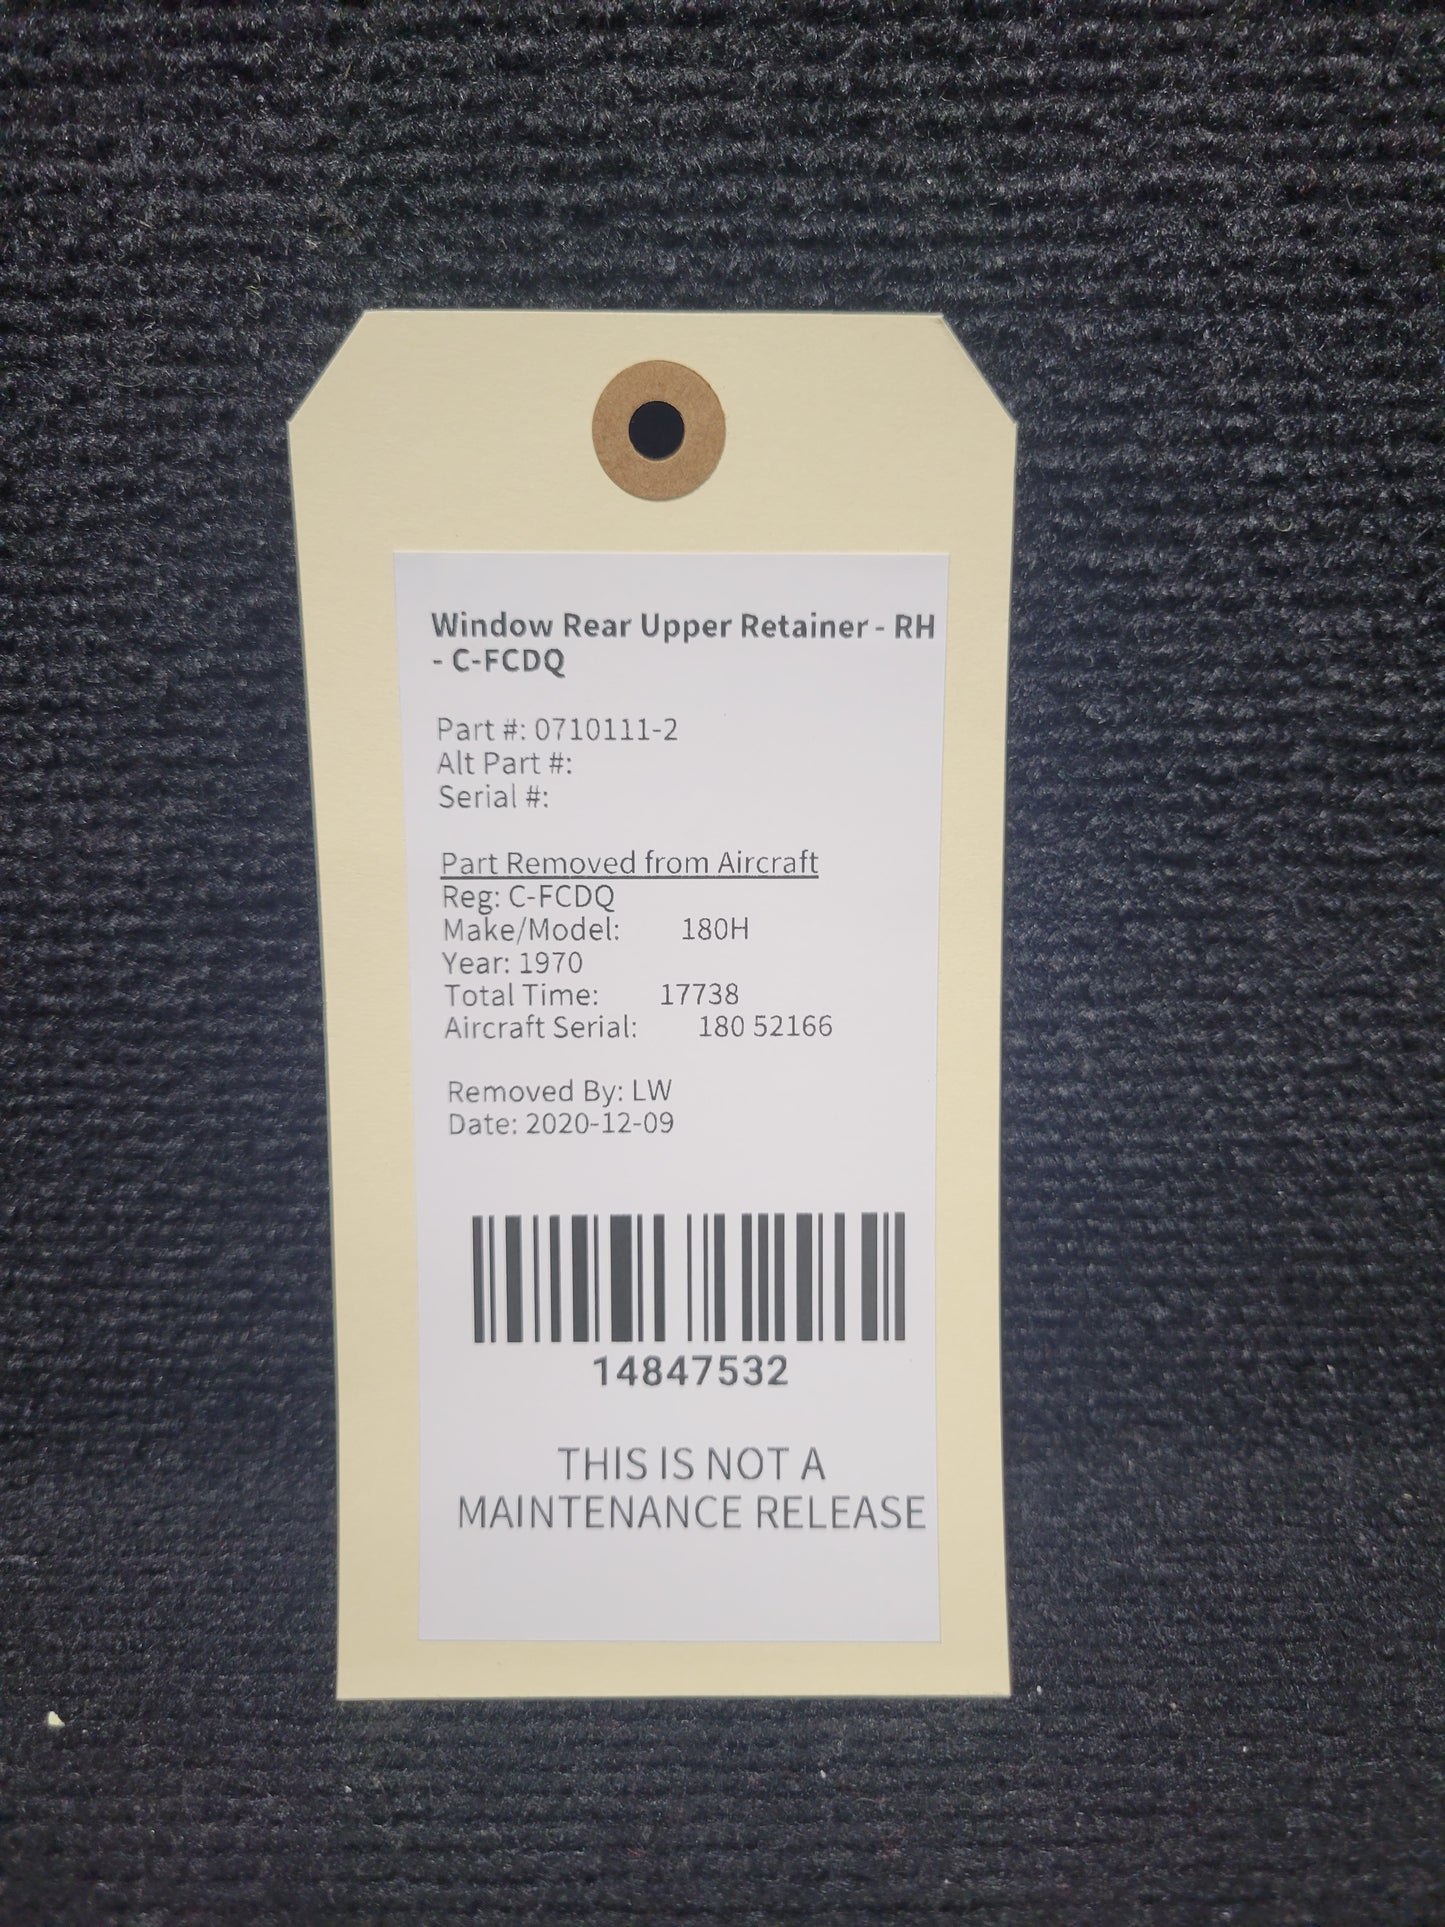 Window Rear Upper Retainer - RH
- C-FCDQ
Part #: 0710111-2
Alt Part #:
Serial #:
Part Removed from Aircraft
Reg: C-FCDQ
Make/Model: 180H
Year: 1970
Total Time: 17738
Aircraft Serial: 180 52166
Removed By: LW
Date: 2020-12-09
14847532
THIS IS NOT A
MAINTENANCE RELEASE